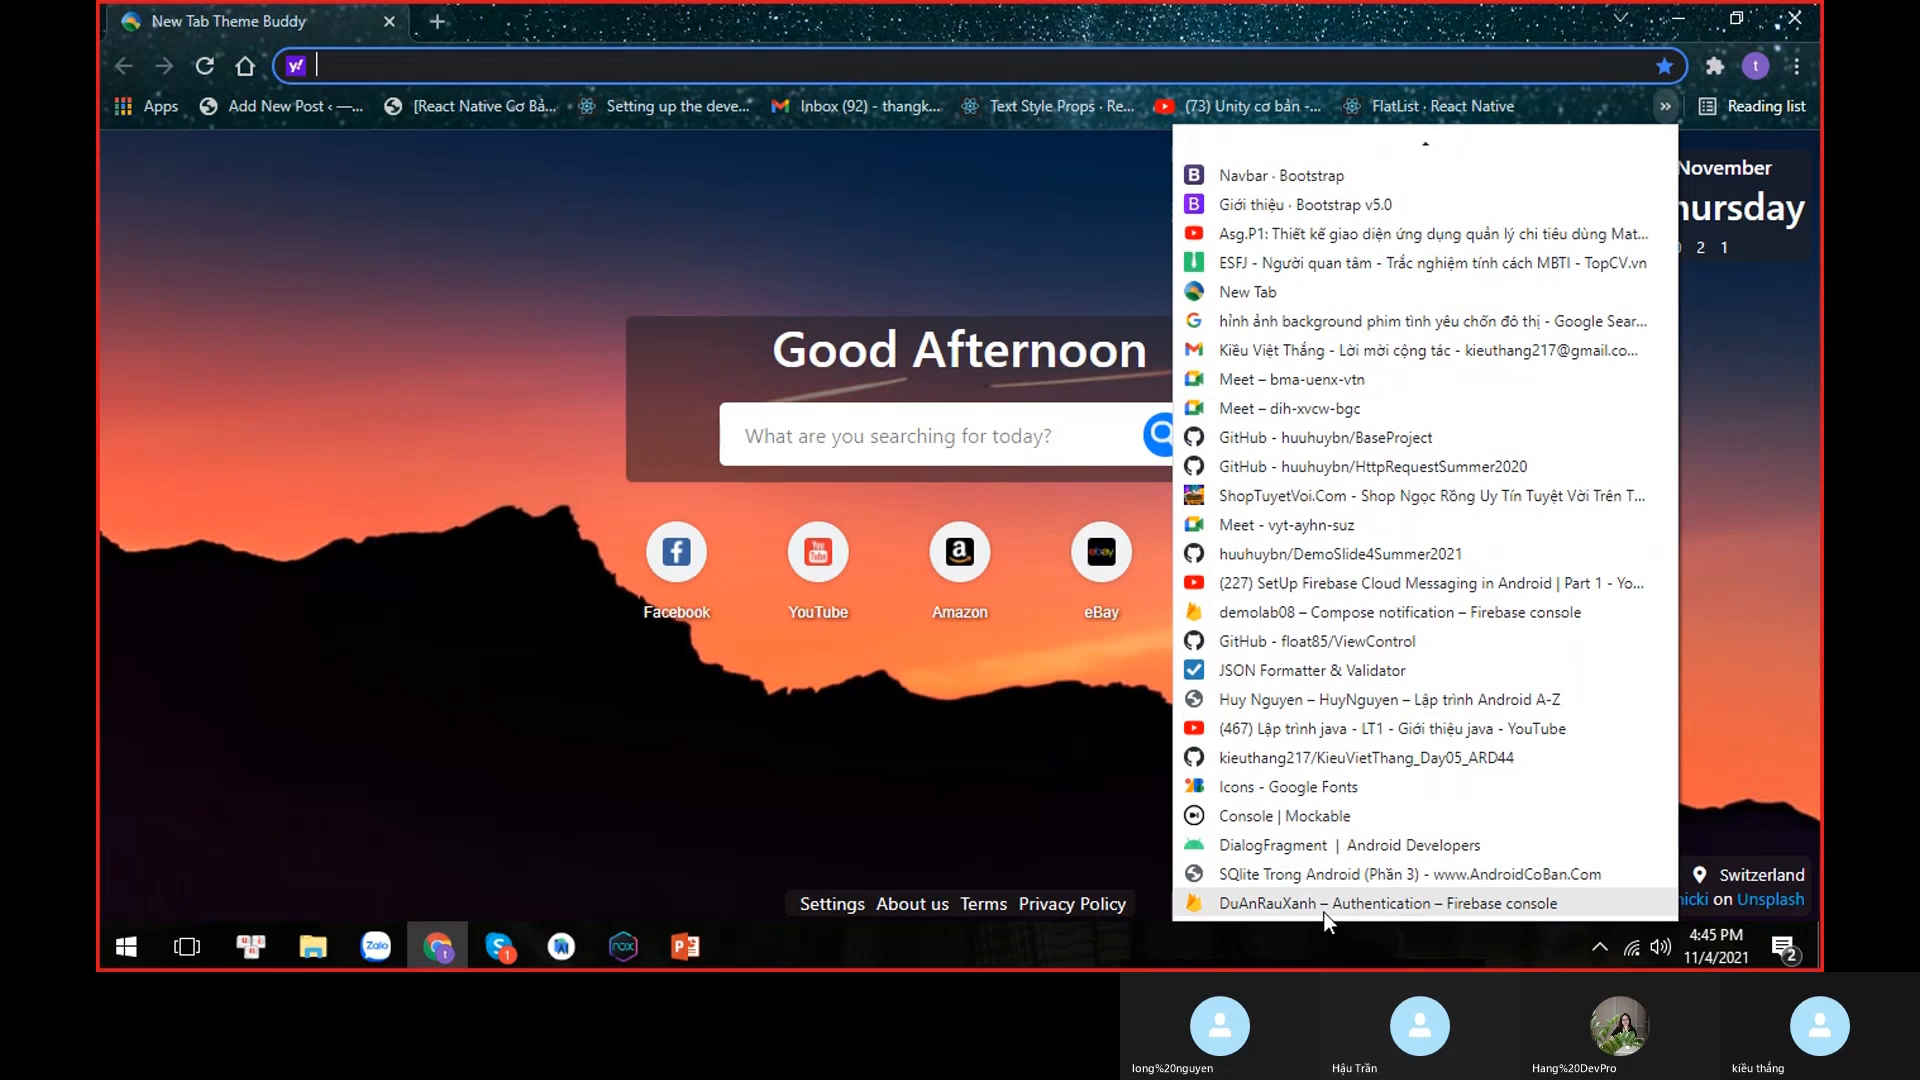 New Tab Theme Buddy
Apps
Add New Post ‹ —...
[React Native Cơ Bả...
Setting up the deve...
Inbox (92) - thangk...
Text Style Props · Re...
(73) Unity cơ bản -...
FlatList · React Native
»
Reading list
Navbar · Bootstrap
Giới thiệu · Bootstrap v5.0
Asg.P1: Thiết kế giao diện ứng dụng quản lý chi tiêu dùng Mat...
ESFJ - Người quan tâm - Trắc nghiệm tính cách MBTI - TopCV.vn
New Tab
hỉnh ảnh background phim tình yêu chốn đô thị - Google Sear...
Kiều Việt Thắng - Lời mời cộng tác - kieuthang217@gmail.co...
Meet – bma-uenx-vtn
Meet – dih-xvcw-bgc
GitHub - huuhuybn/BaseProject
GitHub - huuhuybn/HttpRequestSummer2020
ShopTuyetVoi.Com - Shop Ngọc Rồng Uy Tín Tuyệt Vời Trên T...
Meet - vyt-ayhn-suz
huuhuybn/DemoSlide4Summer2021
(227) SetUp Firebase Cloud Messaging in Android | Part 1 - Yo...
demolab08 – Compose notification – Firebase console
GitHub - float85/ViewControl
JSON Formatter & Validator
Huy Nguyen – HuyNguyen – Lập trình Android A-Z
(467) Lập trình java - LT1 - Giới thiệu java - YouTube
kieuthang217/KieuVietThang_Day05_ARD44
Icons - Google Fonts
Console | Mockable
DialogFragment | Android Developers
SQlite Trong Android (Phần 3) - www.AndroidCoBan.Com
DuAnRauXanh – Authentication – Firebase console
November
hursday
2 1
Good Afternoon
What are you searching for today?
Facebook
YouTube
Amazon
eBay
Settings About us Terms Privacy Policy
Switzerland
nicki on Unsplash
4:45 PM
11/4/2021
2
Zalo
nox
1
t
long%20nguyen
Hậu Trần
Hang%20DevPro
kiều thắng